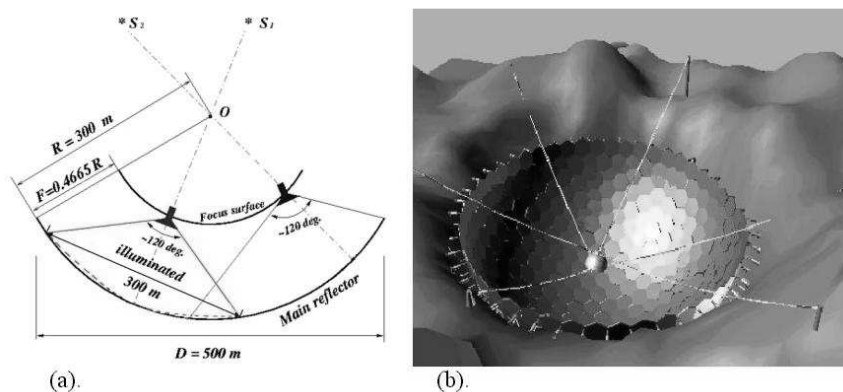 * S2
* S1
O
R = 300 m
F=0.4665 R
Focus surface
~120 deg.
~120 deg.
illuminated
300 m
Main reflector
D = 500 m
(a).
(b).